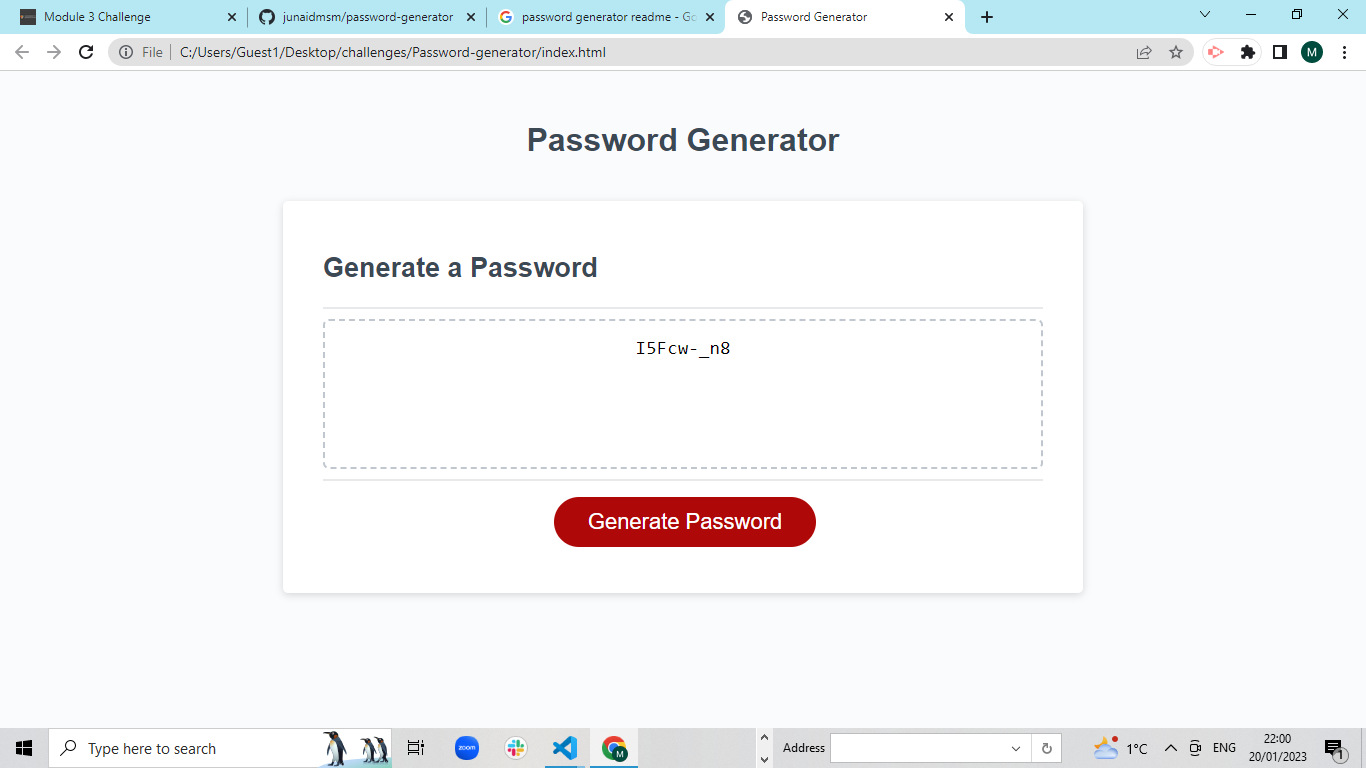 Module 3 Challenge
junaidmsm/password-generator
password generator readme - Go
Password Generator
File
C:/Users/Guest1/Desktop/challenges/Password-generator/index.html
M
Password Generator
Generate a Password
I5Fcw-_n8
Generate Password
Type here to search
zoom
M
Address
1°C
ENG
22:00
20/01/2023
1